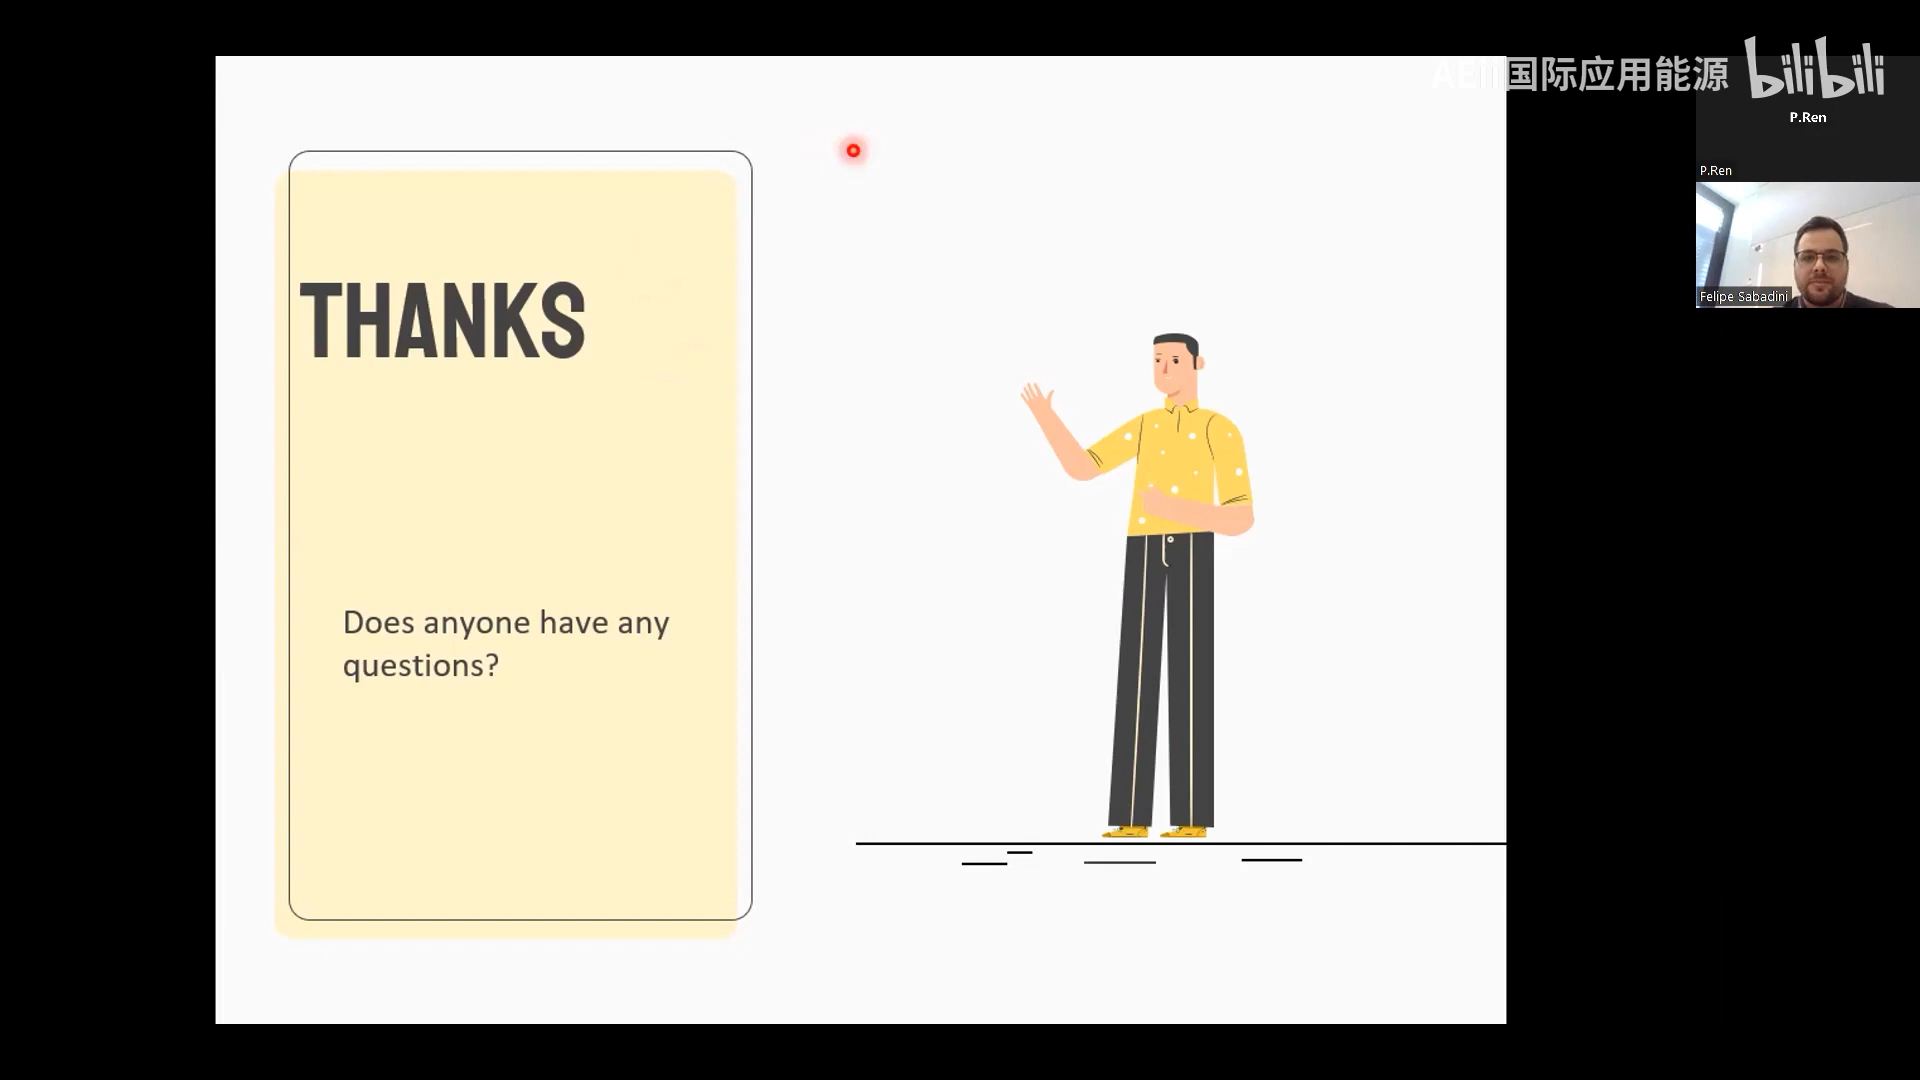 THANKS
Does anyone have any
questions?
AEii国际应用能源 bilibili
P.Ren
P.Ren
Felipe Sabadini